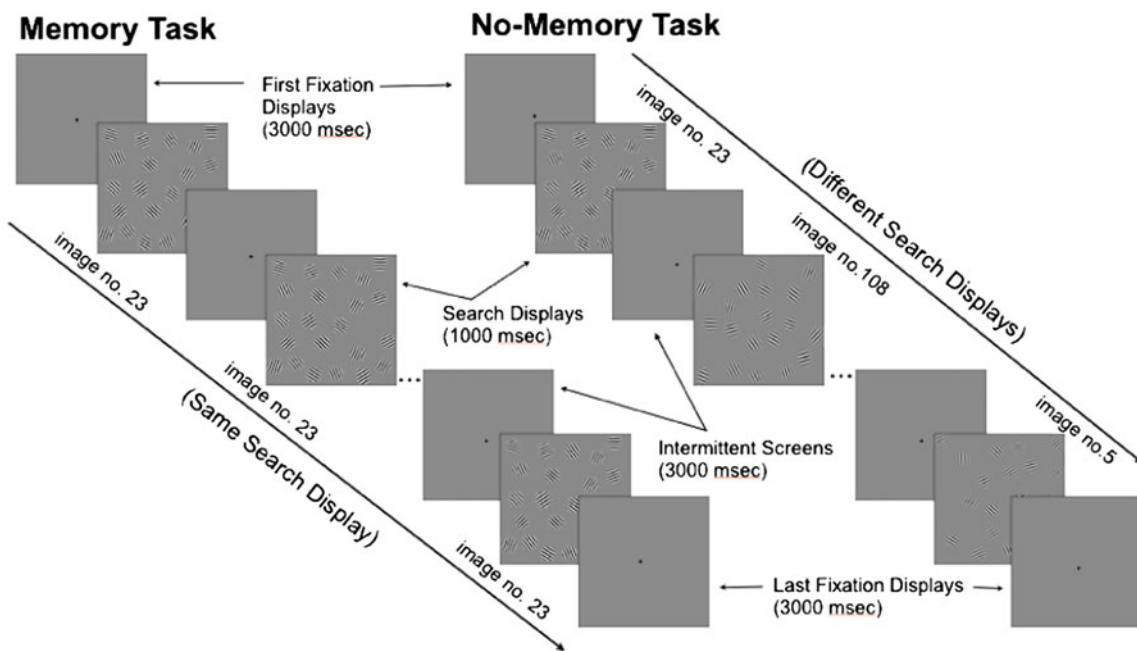 Memory Task
No-Memory Task
First Fixation
Displays
(3000 msec)
image no. 23
(Different Search Displays)
image no.108
image no.5
image no. 23
Search Displays
(1000 msec)
image no. 23
(Same Search Display)
Intermittent Screens
(3000 msec)
image no. 23
Last Fixation Displays
(3000 msec)
...
...